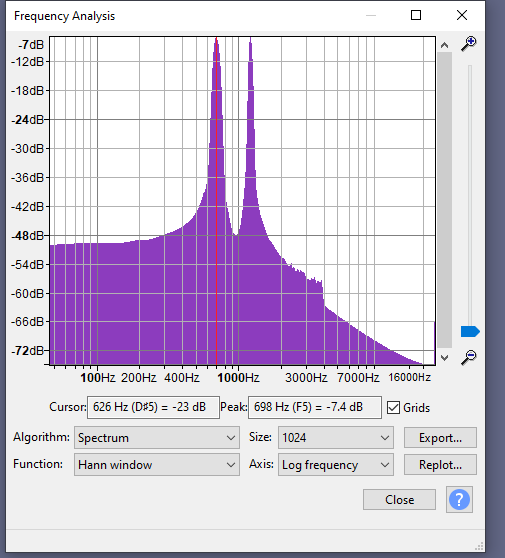 Frequency Analysis
-7dB
-12dB
-18dB
-24dB
-30dB
-36dB
-42dB
-48dB
-54dB
-60dB
-66dB
-72dB
100Hz 200Hz 400Hz 1000Hz 3000Hz 7000Hz 16000Hz
Cursor: 626 Hz (D♯5) = -23 dB Peak: 698 Hz (F5) = -7.4 dB Grids
Algorithm: Spectrum Size: 1024 Export...
Function: Hann window Axis: Log frequency Replot...
Close ?